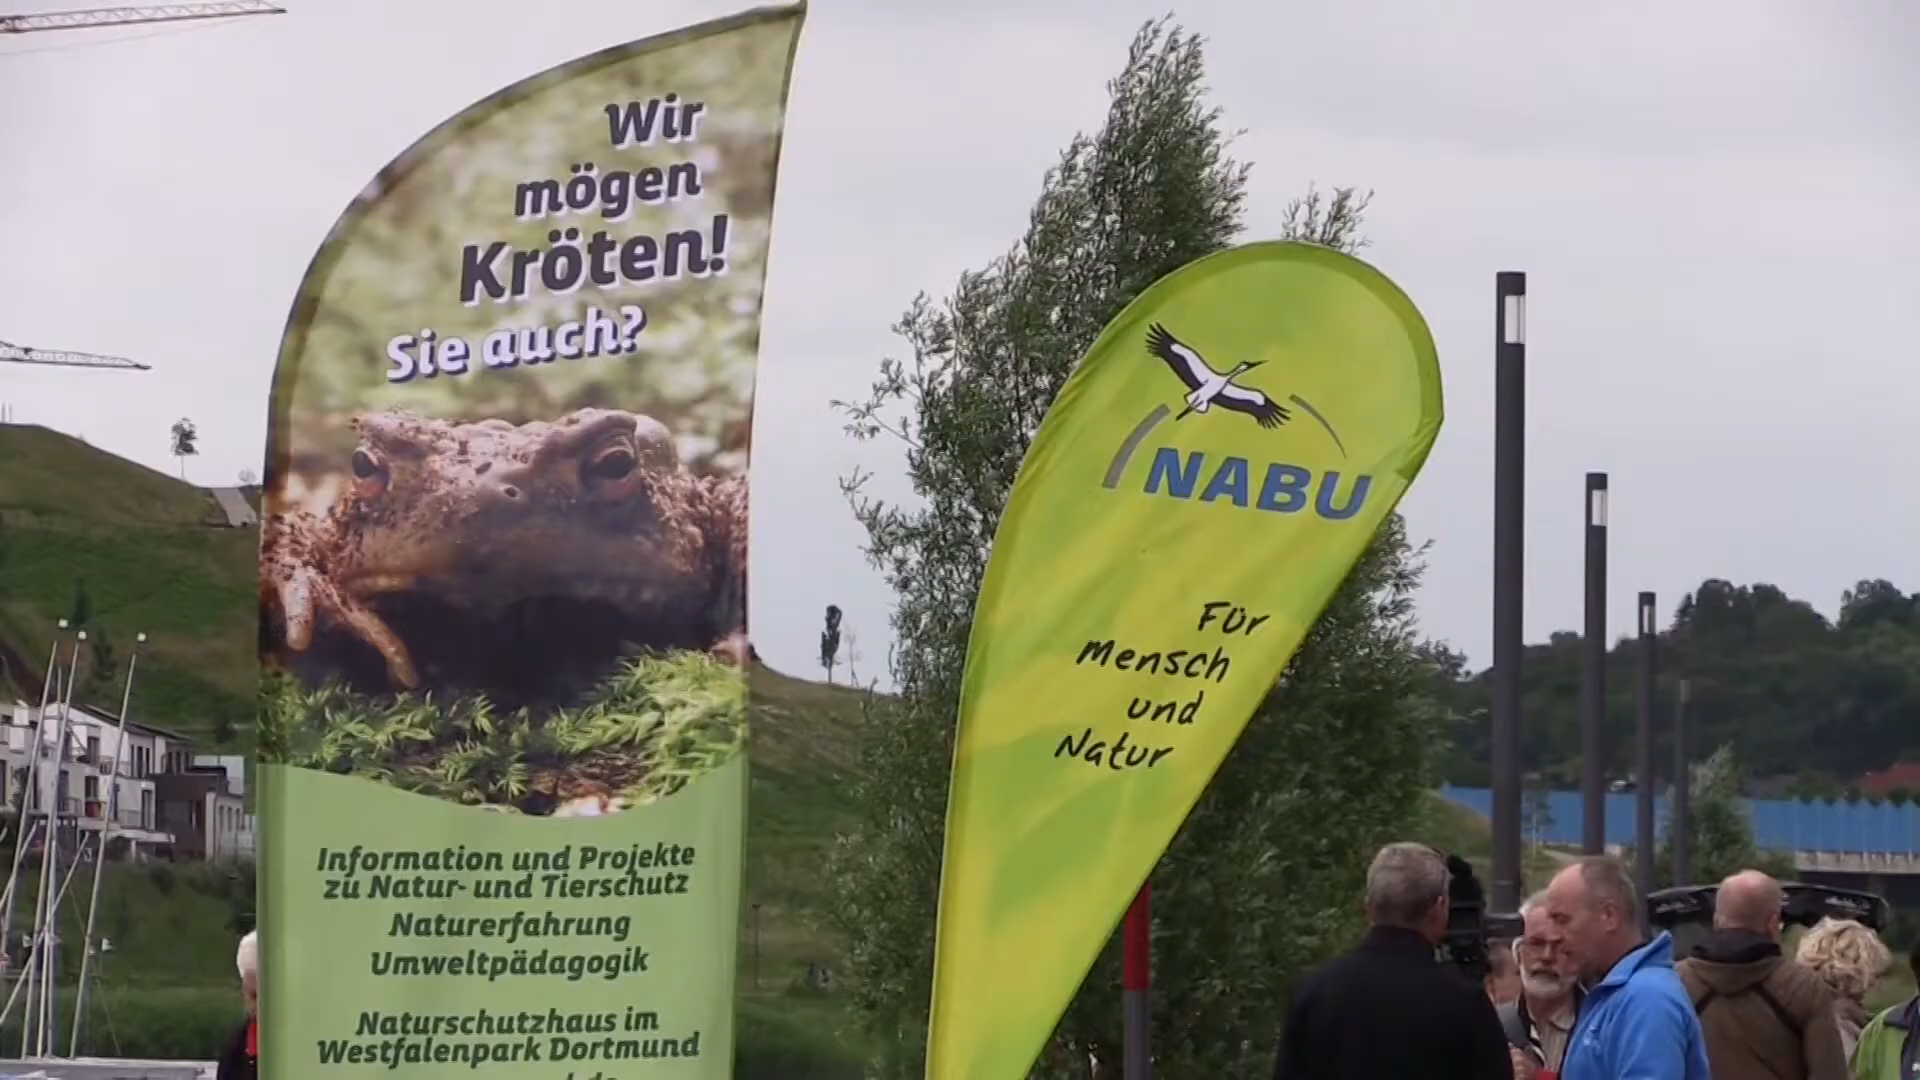 Wir
mögen
Kröten!
Sie auch?
Information und Projekte
zu Natur- und Tierschutz
Naturerfahrung
Umweltpädagogik
Naturschutzhaus im
Westfalenpark Dortmund
NABU
Für
Mensch
und
Natur